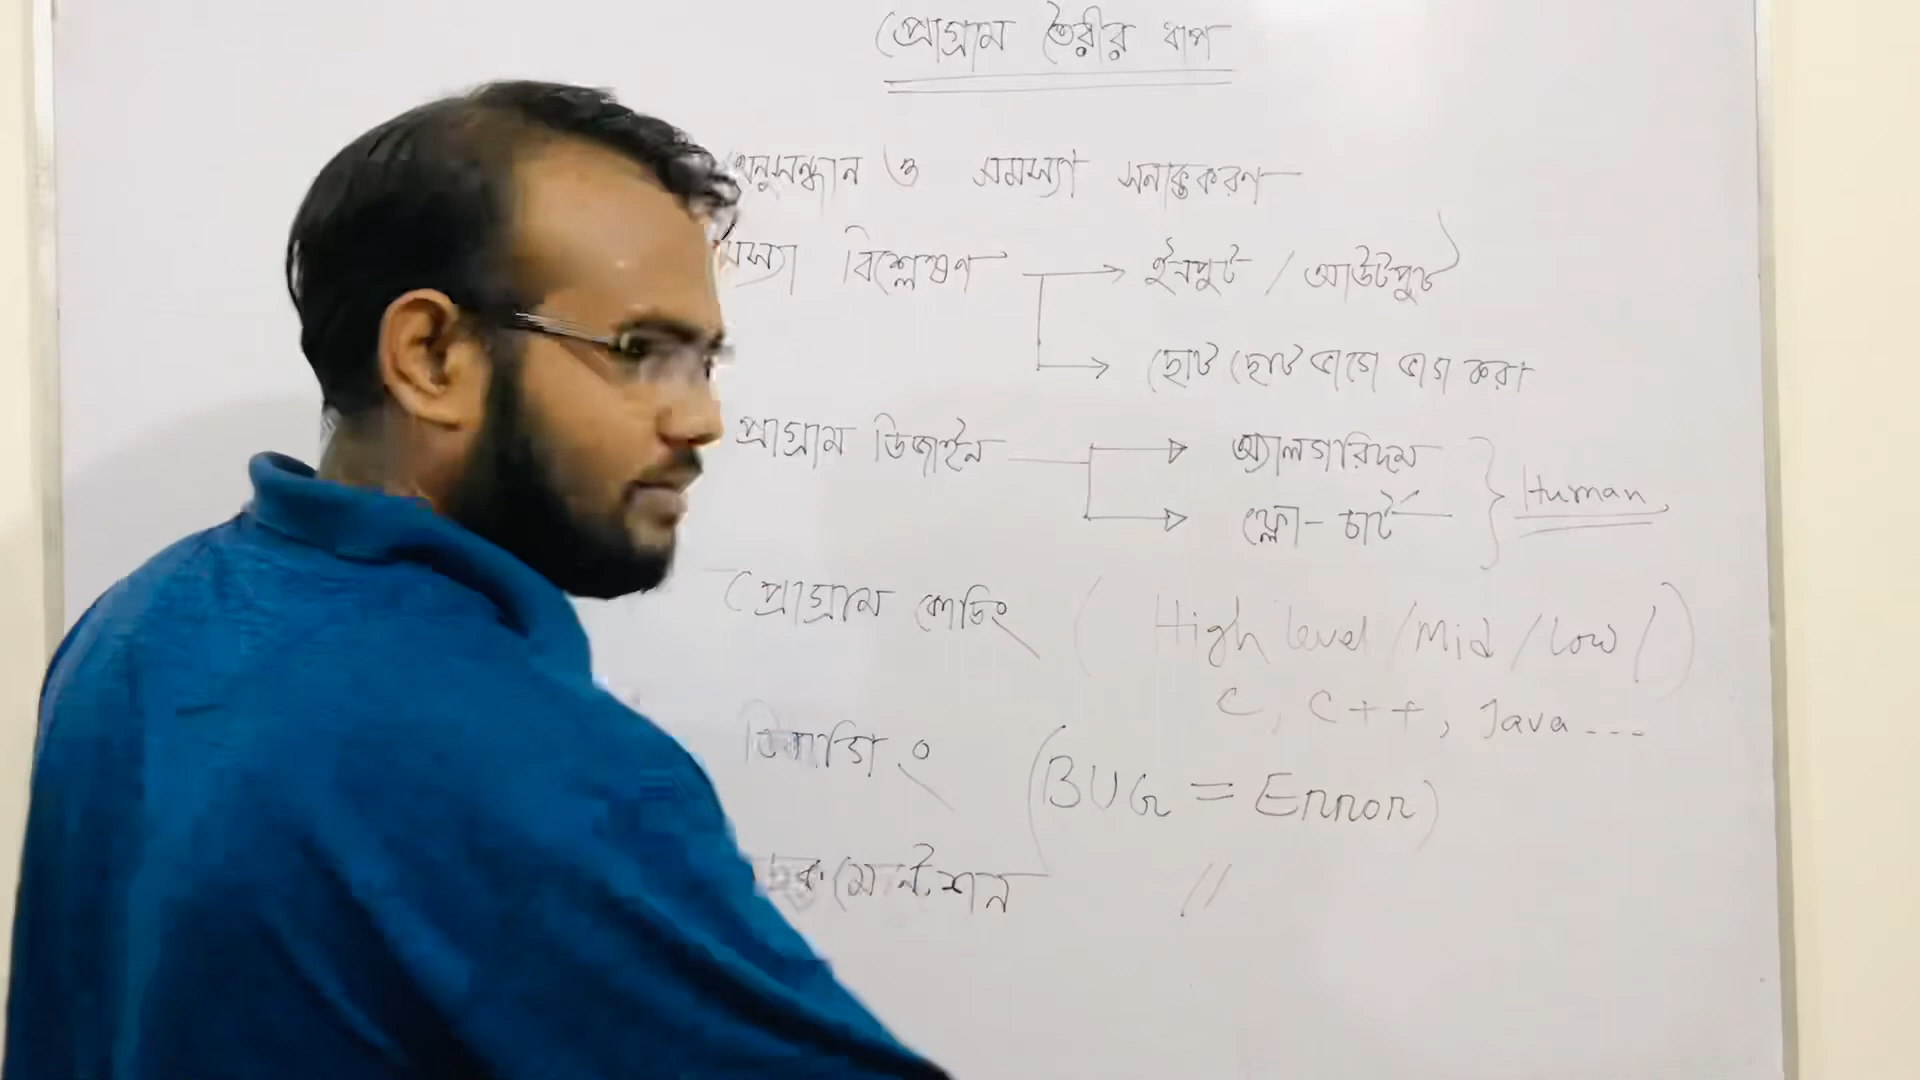 প্রোগ্রাম তৈরীর ধাপ
অনুসন্ধান ও সমস্যা সনাক্তকরণ
বিশ্লেষণ → ইনপুট / আউটপুট
→ ছোট ছোট ভাগে ভাগ করা
প্রোগ্রাম ডিজাইন → অ্যালগারিদম
→ ফ্লো-চার্ট } Human
প্রোগ্রাম কোডিং ( High level / Mid / Low / )
C, C++, Java ...
ডিবাগিং (BUG = Error)
//